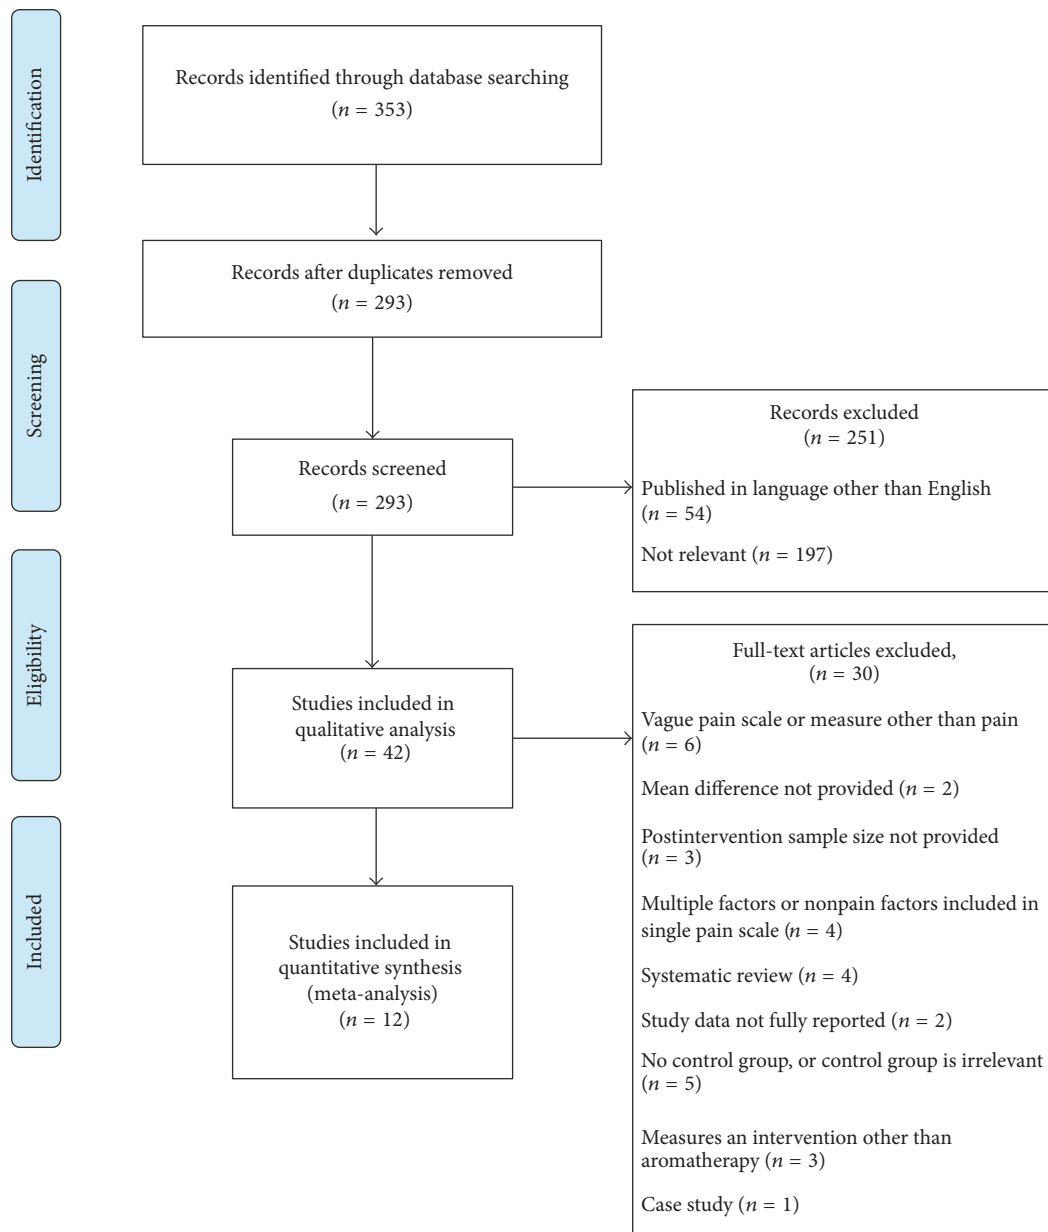 Identification
Records identified through database searching
(n = 353)
Records after duplicates removed
(n = 293)
Screening
Records screened
(n = 293)
Records excluded
(n = 251)
Published in language other than English
(n = 54)
Not relevant (n = 197)
Eligibility
Studies included in
qualitative analysis
(n = 42)
Full-text articles excluded,
(n = 30)
Vague pain scale or measure other than pain
(n = 6)
Mean difference not provided (n = 2)
Postintervention sample size not provided
(n = 3)
Multiple factors or nonpain factors included in
single pain scale (n = 4)
Systematic review (n = 4)
Study data not fully reported (n = 2)
No control group, or control group is irrelevant
(n = 5)
Measures an intervention other than
aromatherapy (n = 3)
Case study (n = 1)
Included
Studies included in
quantitative synthesis
(meta-analysis)
(n = 12)